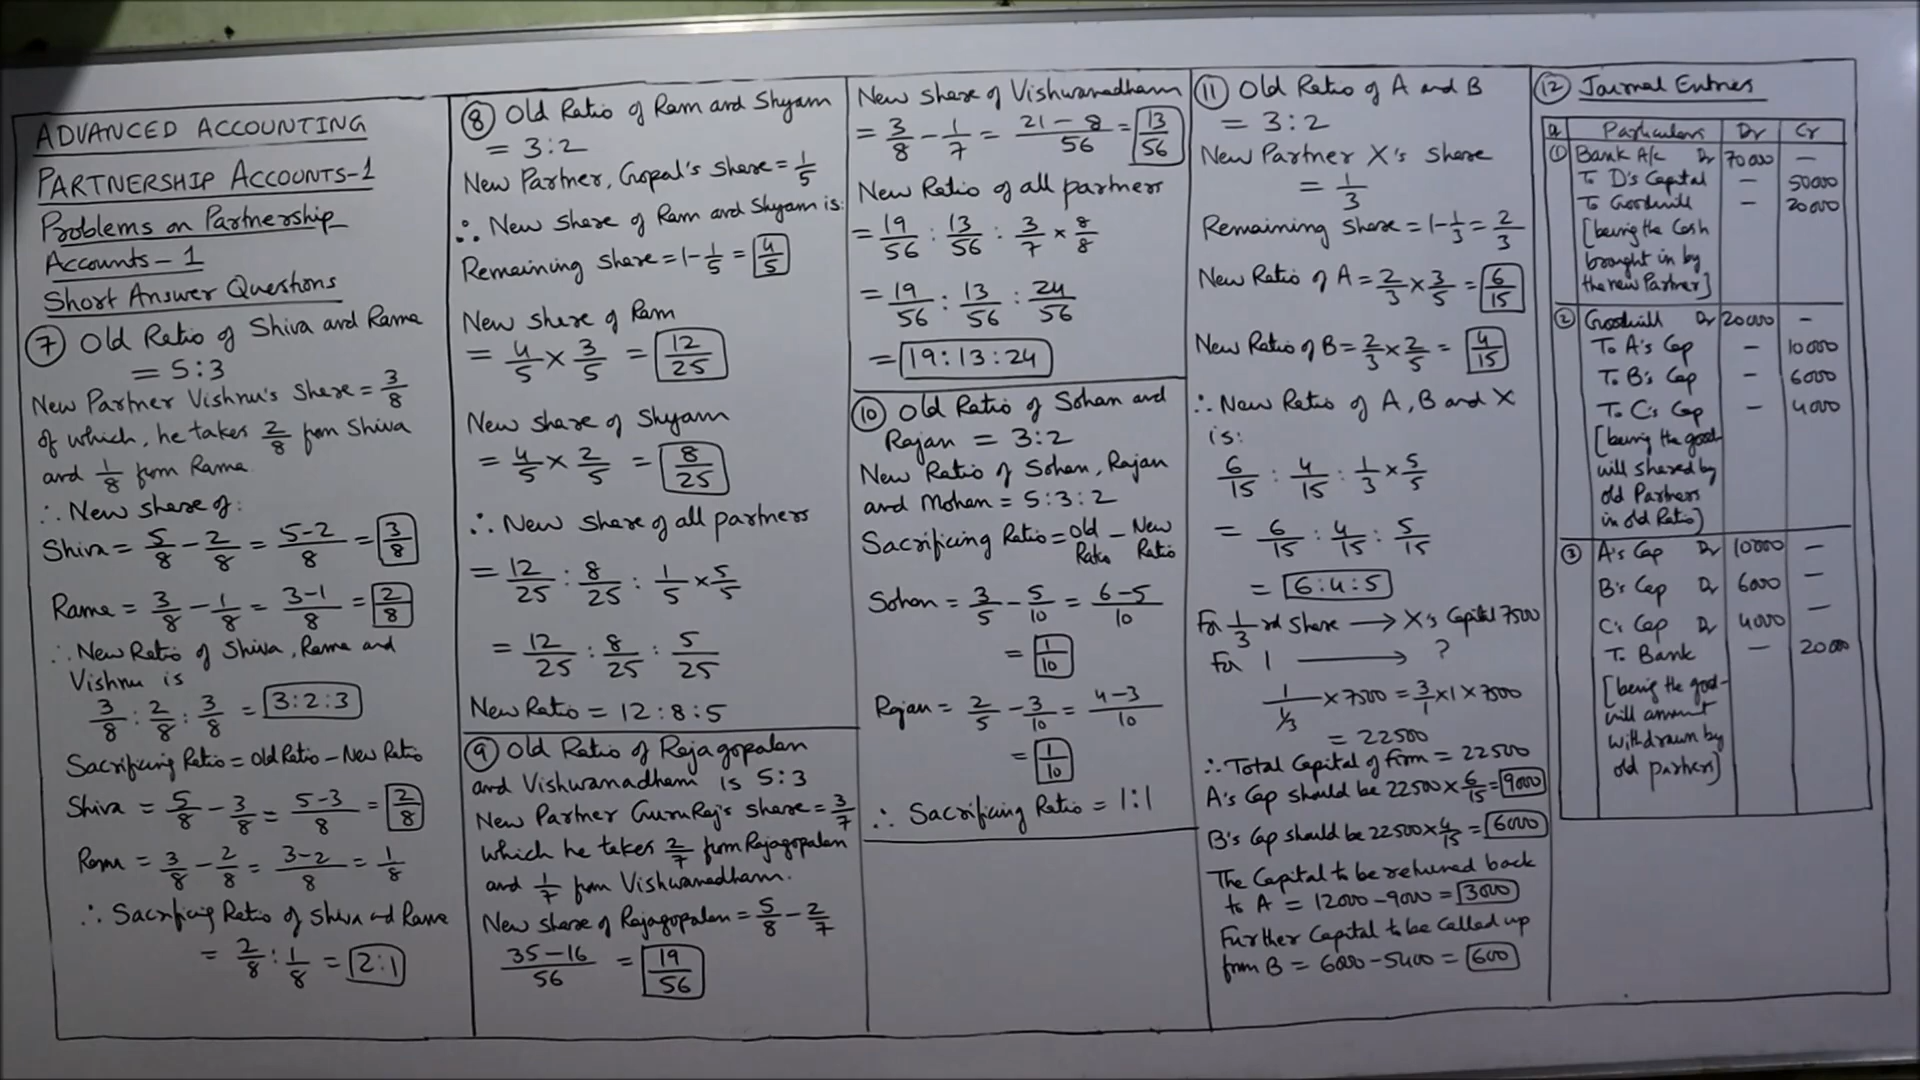 ADVANCED ACCOUNTING
PARTNERSHIP ACCOUNTS-1
Problems on Partnership
Accounts-1
Short Answer Questions
(7) Old Ratio of Shiva and Rama
= 5:3
New Partner Vishnu's Share = 3/8
of which, he takes 2/8 from Shiva
and 1/8 from Rama
∴ New share of:
Shiva = 5/8 - 2/8 = 5-2/8 = 3/8
Rama = 3/8 - 1/8 = 3-1/8 = 2/8
∴ New Ratio of Shiva, Rama and
Vishnu is
3/8 : 2/8 : 3/8 = 3:2:3
Sacrificing Ratio = Old Ratio - New Ratio
Shiva = 5/8 - 3/8 = 5-3/8 = 2/8
Rama = 3/8 - 2/8 = 3-2/8 = 1/8
∴ Sacrificing Ratio of Shiva and Rama
= 2/8 : 1/8 = 2:1
(8) Old Ratio of Ram and Shyam
= 3:2
New Partner, Gopal's Share = 1/5
∴ New share of Ram and Shyam is:
Remaining share = 1-1/5 = 4/5
New share of Ram
= 4/5 × 3/5 = 12/25
New share of Shyam
= 4/5 × 2/5 = 8/25
∴ New share of all partners
= 12/25 : 8/25 : 1/5 × 5/5
= 12/25 : 8/25 : 5/25
New Ratio = 12:8:5
(9) Old Ratio of Rajagopalan
and Vishwanadham is 5:3
New Partner GuruRaj's share = 3/7
which he takes 2/7 from Rajagopalan
and 1/7 from Vishwanadham.
New share of Rajagopalan = 5/8 - 2/7
35-16/56 = 19/56
New share of Vishwanadham
= 3/8 - 1/7 = 21-8/56 = 13/56
New Ratio of all partners
= 19/56 : 13/56 : 3/7 × 8/8
= 19/56 : 13/56 : 24/56
= 19:13:24
(10) Old Ratio of Sohan and
Rajan = 3:2
New Ratio of Sohan, Rajan
and Mohan = 5:3:2
Sacrificing Ratio = Old Ratio - New Ratio
Sohan = 3/5 - 5/10 = 6-5/10
= 1/10
Rajan = 2/5 - 3/10 = 4-3/10
= 1/10
∴ Sacrificing Ratio = 1:1
(11) Old Ratio of A and B
= 3:2
New Partner X's share
= 1/3
Remaining share = 1-1/3 = 2/3
New Ratio of A = 2/3 × 3/5 = 6/15
New Ratio of B = 2/3 × 2/5 = 4/15
∴ New Ratio of A, B and X
is:
6/15 : 4/15 : 1/3 × 5/5
= 6/15 : 4/15 : 5/15
= 6:4:5
For 1/3 rd share → X's Capital 7500
For 1 → ?
1/1/3 × 7500 = 3/1 × 1 × 7500
= 22500
∴ Total Capital of firm = 22500
A's Cap should be 22500 × 6/15 = 9000
B's Cap should be 22500 × 4/15 = 6000
The Capital to be returned back
to A = 12000-9000 = 3000
Further Capital to be called up
from B = 6000-5400 = 600
(12) Journal Entries
Particulars Dr Cr
(1) Bank A/c Dr 70000 -
To D's Capital - 50000
To Goodwill - 20000
[being the Cash
brought in by
the new Partner]
(2) Goodwill Dr 20000 -
To A's Cap - 10000
To B's Cap - 6000
To C's Cap - 4000
[being the good-
will shared by
old Partners
in old Ratio]
(3) A's Cap Dr 10000 -
B's Cap Dr 6000 -
C's Cap Dr 4000 -
To Bank - 20000
[being the good-
will amount
withdrawn by
old partners]